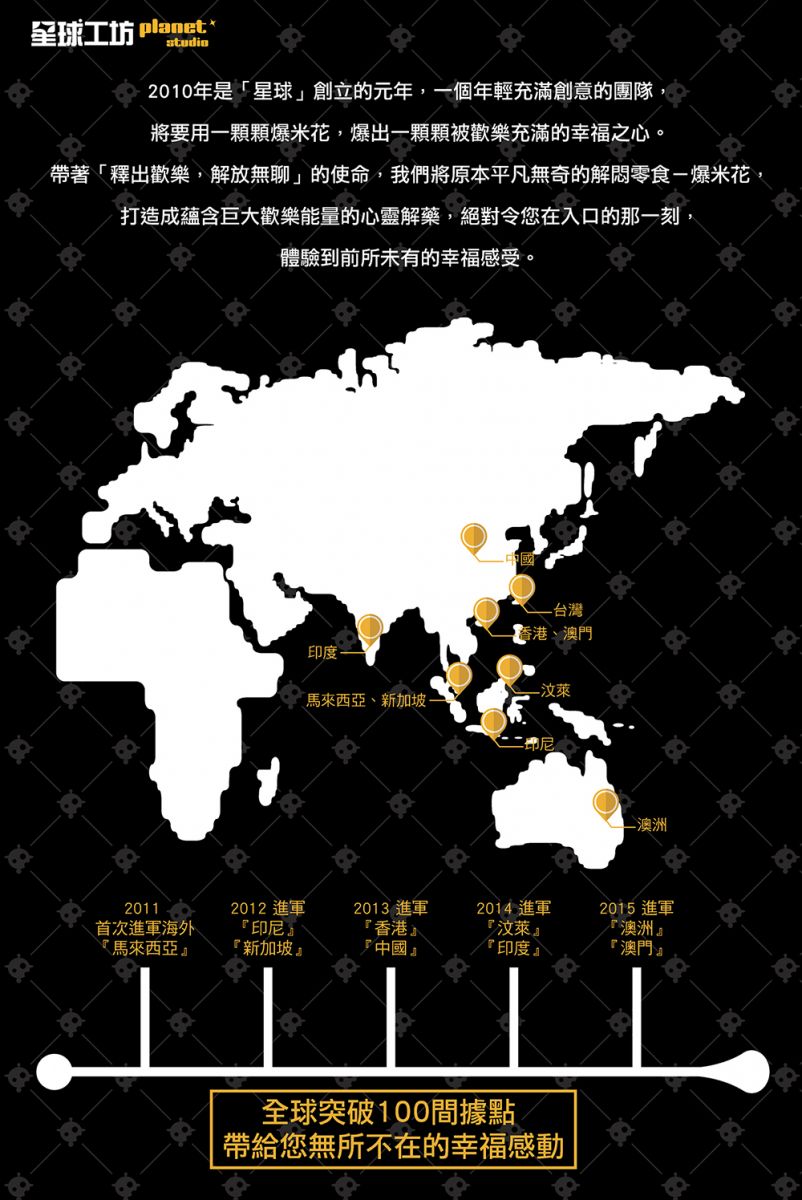 星球工坊 planet
studio
2010年是「星球」創立的元年，一個年輕充滿創意的團隊，
將要用一顆顆爆米花，爆出一顆顆被歡樂充滿的幸福之心。
帶著「釋出歡樂，解放無聊」的使命，我們將原本平凡無奇的解悶零食－爆米花，
打造成蘊含巨大歡樂能量的心靈解藥，絕對令您在入口的那一刻，
體驗到前所未有的幸福感受。
中國
台灣
香港、澳門
印度
汶萊
馬來西亞、新加坡
印尼
澳洲
2011
首次進軍海外
『馬來西亞』
2012 進軍
『印尼』
『新加坡』
2013 進軍
『香港』
『中國』
2014 進軍
『汶萊』
『印度』
2015 進軍
『澳洲』
『澳門』
全球突破100間據點
帶給您無所不在的幸福感動